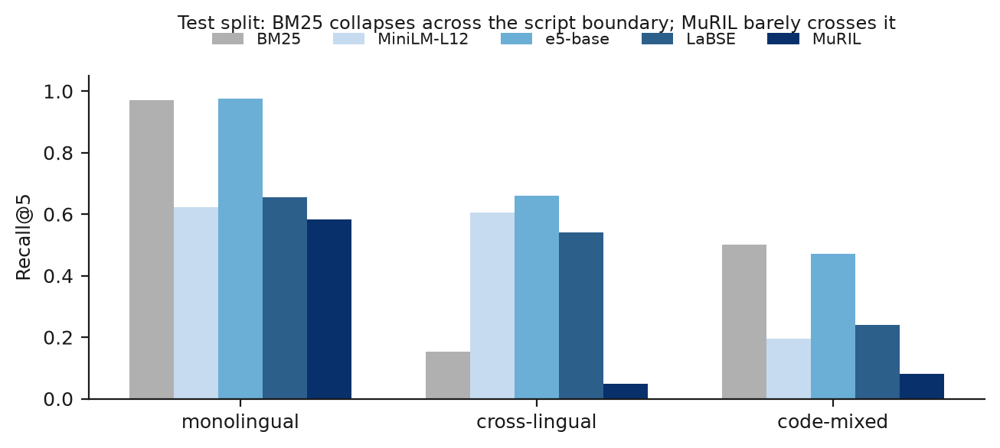 Test split: BM25 collapses across the script boundary; MuRIL barely crosses it
BM25 MiniLM-L12 e5-base LaBSE MuRIL
Recall@5
1.0
0.8
0.6
0.4
0.2
0.0
monolingual cross-lingual code-mixed